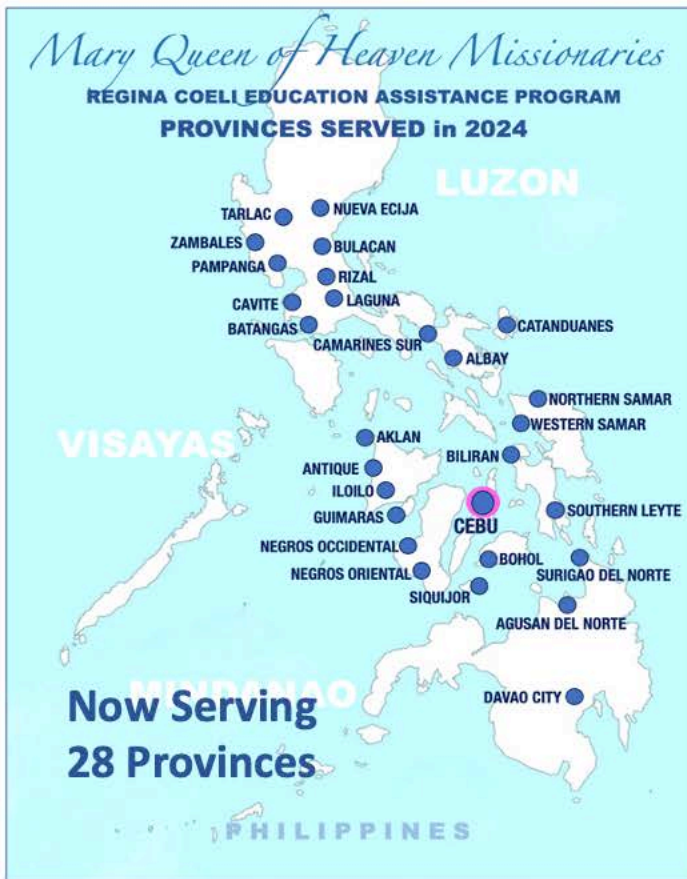 Mary Queen of Heaven Missionaries
REGINA COELI EDUCATION ASSISTANCE PROGRAM
PROVINCES SERVED in 2024
LUZON
TARLAC
NUEVA ECIJA
ZAMBALES
BULACAN
PAMPANGA
RIZAL
CAVITE
LAGUNA
BATANGAS
CATANDUANES
CAMARINES SUR
ALBAY
NORTHERN SAMAR
WESTERN SAMAR
VISAYAS
AKLAN
BILIRAN
ANTIQUE
ILOILO
GUIMARAS
CEBU
SOUTHERN LEYTE
NEGROS OCCIDENTAL
BOHOL
NEGROS ORIENTAL
SURIGAO DEL NORTE
SIQUIJOR
AGUSAN DEL NORTE
MINDANAO
DAVAO CITY
Now Serving
28 Provinces
PHILIPPINES